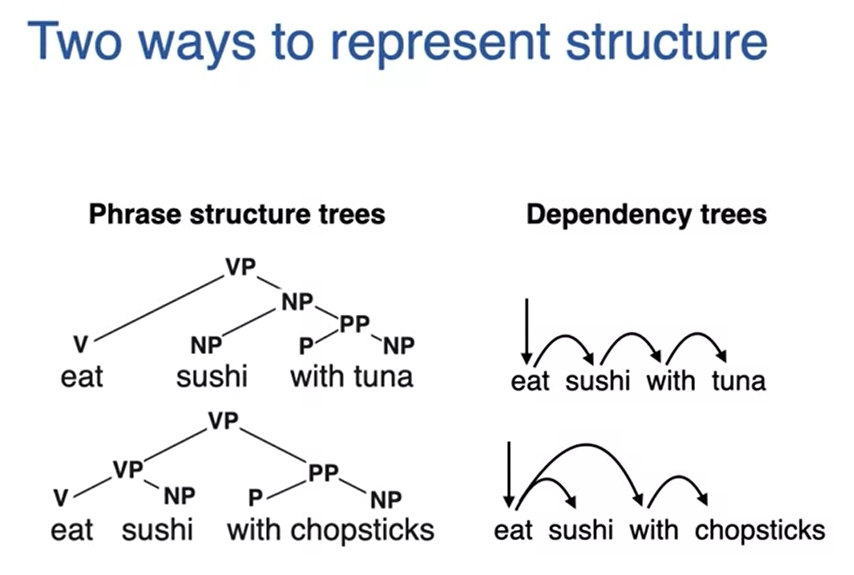 Two ways to represent structure
Phrase structure trees
VP
NP
PP
V NP P NP
eat sushi with tuna
VP
VP PP
V NP P NP
eat sushi with chopsticks
Dependency trees
eat sushi with tuna
eat sushi with chopsticks